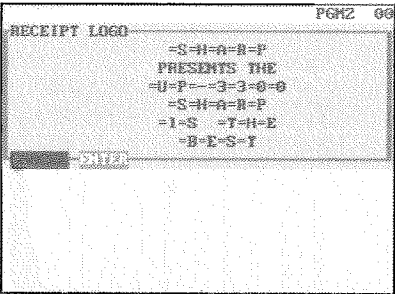 PGM2 00
RECEIPT LOGO
=S=H=A=R=P
PRESENTS THE
=U=P=-=3=3=0=0
=S=H=A=R=P
=I=S =T=H=E
=B=E=S=T
ENTER